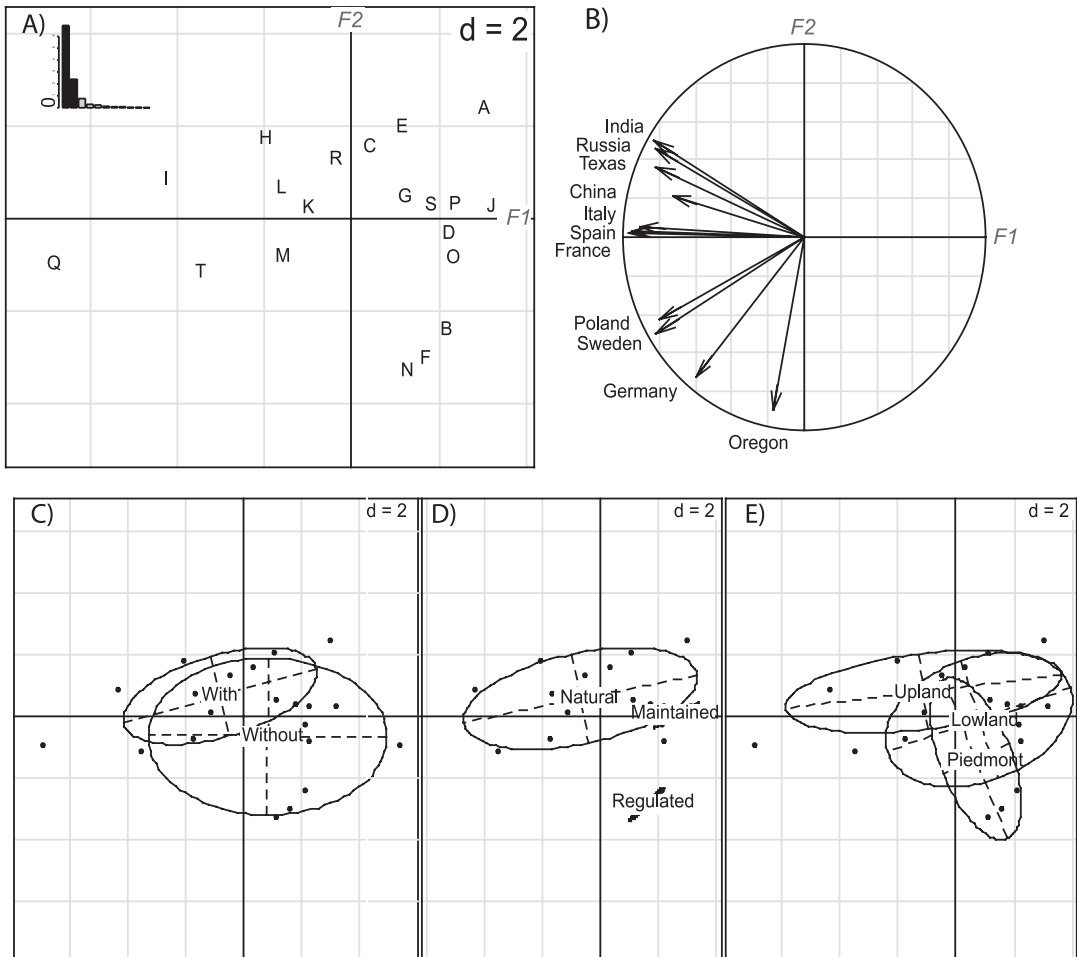 A)
F2
d = 2
0
A
E
H
C
R
I
L
K
G
S
P
J
F1
D
M
O
Q
T
B
F
N
B)
F2
India
Russia
Texas
China
Italy
Spain
France
F1
Poland
Sweden
Germany
Oregon
C)
d = 2
With
Without
D)
d = 2
Natural
Maintained
Regulated
E)
d = 2
Upland
Lowland
Piedmont